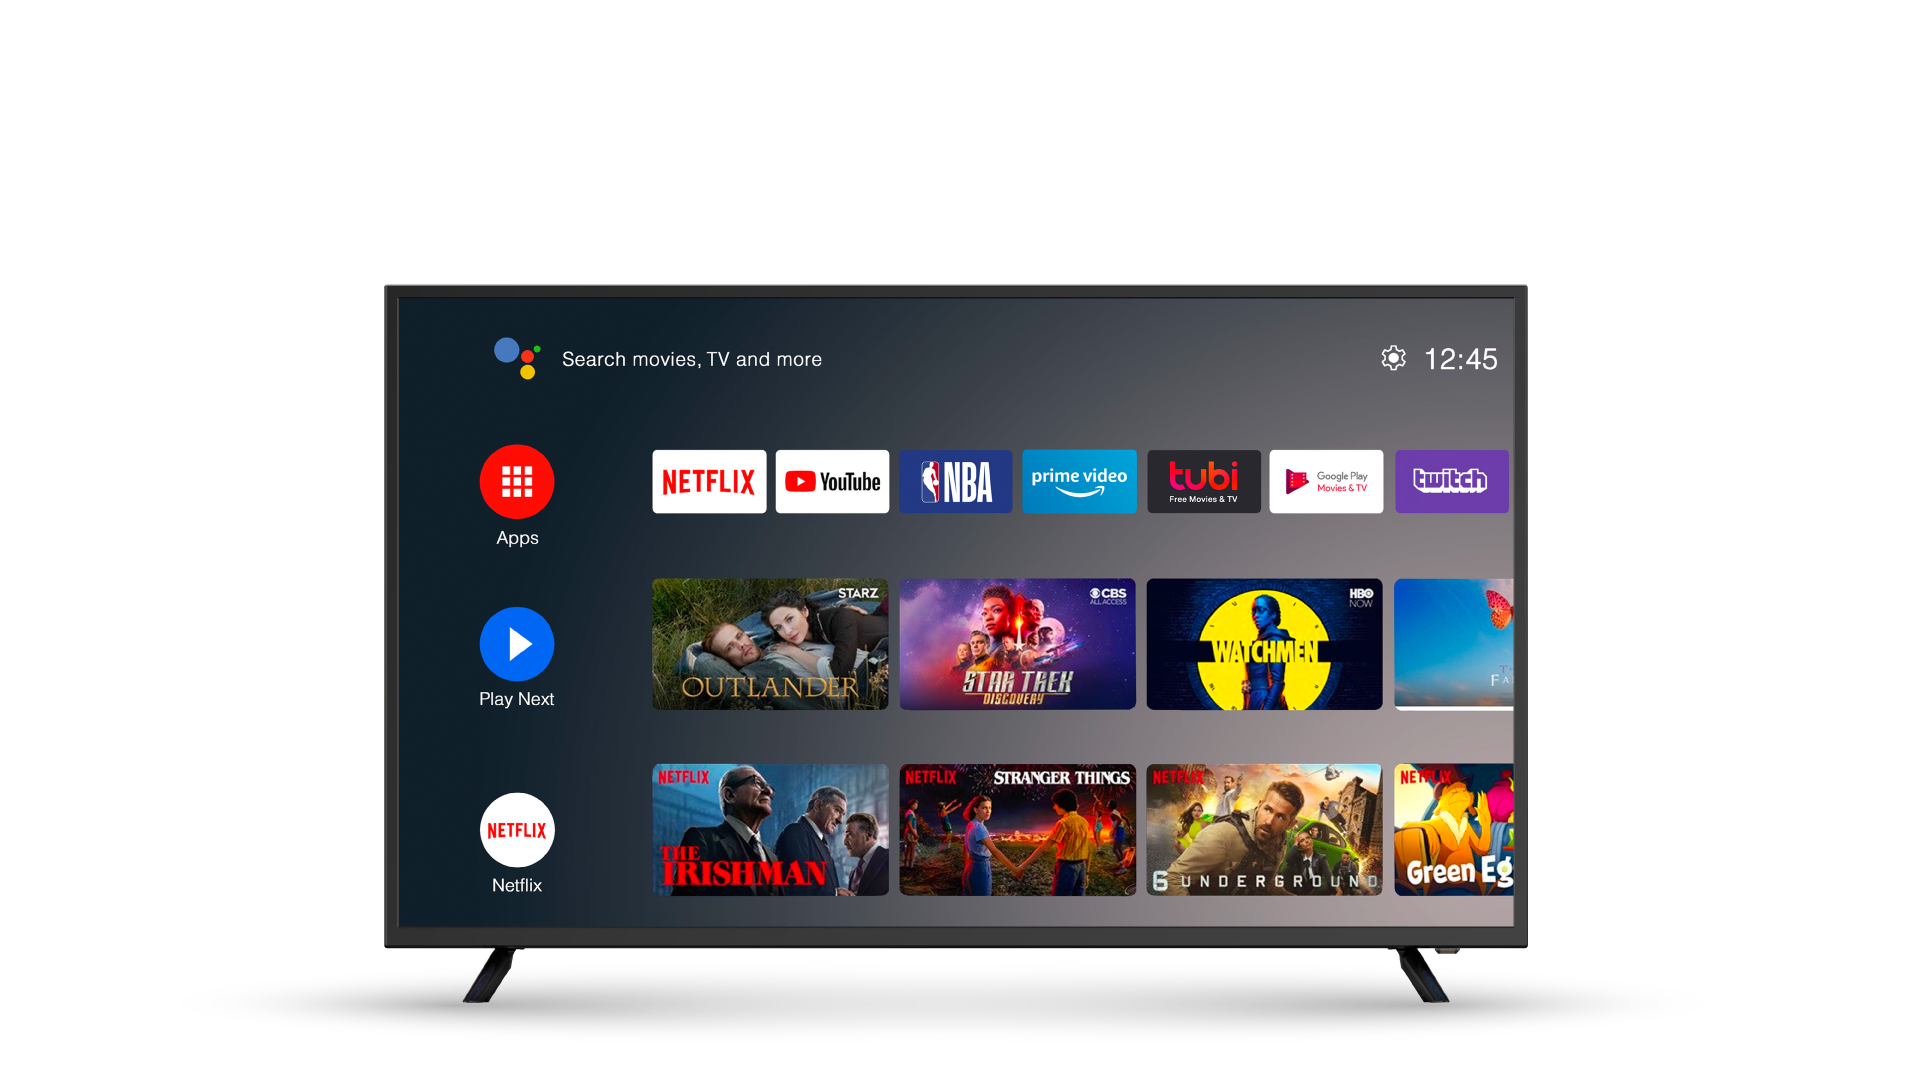 Search movies, TV and more
12:45
Apps
NETFLIX
YouTube
NBA
prime video
tubi
Free Movies & TV
Google Play
Movies & TV
twitch
Play Next
STARZ
OUTLANDER
CBS
ALL ACCESS
STAR TREK
DISCOVERY
HBO
NOW
WATCHMEN
NETFLIX
Netflix
NETFLIX
THE
IRISHMAN
NETFLIX
STRANGER THINGS
NETFLIX
6 UNDERGROUND
NETFLIX
Green Eg